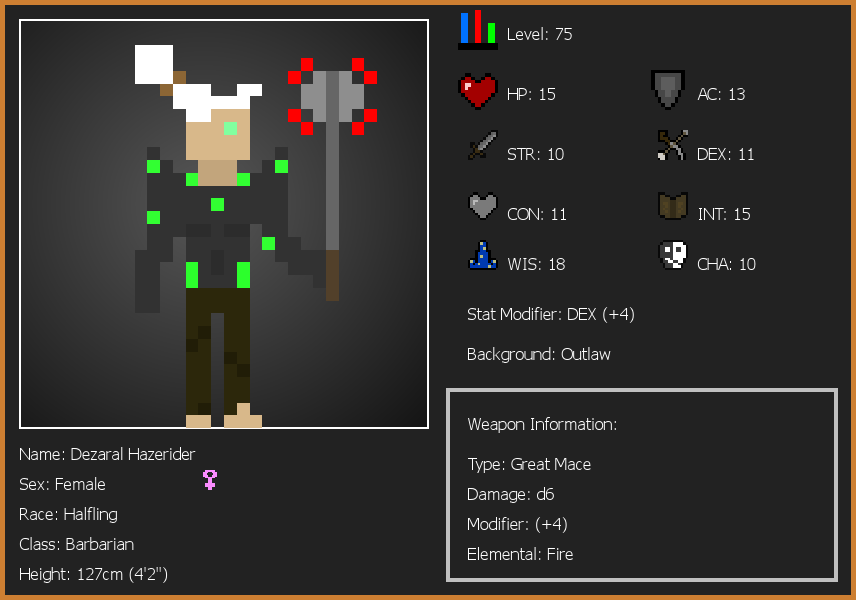 Level: 75
HP: 15
AC: 13
STR: 10
DEX: 11
CON: 11
INT: 15
WIS: 18
CHA: 10
Stat Modifier: DEX (+4)
Background: Outlaw
Weapon Information:
Type: Great Mace
Damage: d6
Modifier: (+4)
Elemental: Fire
Name: Dezaral Hazerider
Sex: Female
Race: Halfling
Class: Barbarian
Height: 127cm (4'2")